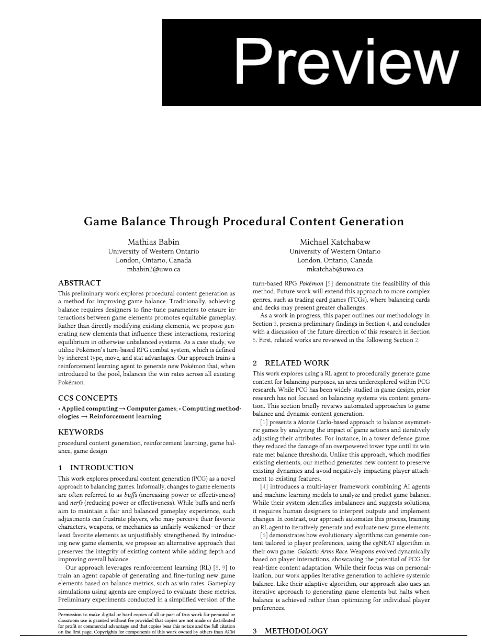 Preview
Game Balance Through Procedural Content Generation
Mathias Babin
University of Western Ontario
London, Ontario, Canada
mbabin2@uwo.ca
Michael Katchabaw
University of Western Ontario
London, Ontario, Canada
mkatchab@uwo.ca
ABSTRACT
This preliminary work explores procedural content generation as
a method for improving game balance. Traditionally, achieving
balance requires designers to fine-tune parameters to ensure in-
teractions between game elements promotes equitable gameplay.
Rather than directly modifying existing elements, we propose gen-
erating new elements that influence these interactions, restoring
equilibrium in otherwise unbalanced systems. As a case study, we
utilize Pokémon's turn-based RPG combat system, which is defined
by inherent type, move, and stat advantages. Our approach trains a
reinforcement learning agent to generate new Pokémon that, when
introduced to the pool, balances the win rates across all existing
Pokémon.
CCS CONCEPTS
• Applied computing → Computer games; • Computing method-
ologies → Reinforcement learning.
KEYWORDS
procedural content generation, reinforcement learning, game bal-
ance, game design
1 INTRODUCTION
This work explores procedural content generation (PCG) as a novel
approach to balancing games. Informally, changes to game elements
are often referred to as buffs (increasing power or effectiveness)
and nerfs (reducing power or effectiveness). While buffs and nerfs
aim to maintain a fair and balanced gameplay experience, such
adjustments can frustrate players, who may perceive their favorite
characters, weapons, or mechanics as unfairly weakened - or their
least favorite elements as unjustifiably strengthened. By introduc-
ing new game elements, we propose an alternative approach that
preserves the integrity of existing content while adding depth and
improving overall balance.
Our approach leverages reinforcement learning (RL) [8, 9] to
train an agent capable of generating and fine-tuning new game
elements based on balance metrics, such as win rates. Gameplay
simulations using agents are employed to evaluate these metrics.
Preliminary experiments conducted in a simplified version of the
Permission to make digital or hard copies of all or part of this work for personal or
classroom use is granted without fee provided that copies are not made or distributed
for profit or commercial advantage and that copies bear this notice and the full citation
on the first page. Copyrights for components of this work owned by others than ACM
turn-based RPG Pokémon [5] demonstrate the feasibility of this
method. Future work will extend this approach to more complex
genres, such as trading card games (TCGs), where balancing cards
and decks may present greater challenges.
As a work in progress, this paper outlines our methodology in
Section 3, presents preliminary findings in Section 4, and concludes
with a discussion of the future direction of this research in Section
5. First, related works are reviewed in the following Section 2.
2 RELATED WORK
This work explores using a RL agent to procedurally generate game
content for balancing purposes, an area underexplored within PCG
research. While PCG has been widely studied in game design, prior
research has not focused on balancing systems via content genera-
tion. This section briefly reviews automated approaches to game
balance and dynamic content generation.
presents a Monte Carlo-based approach to balance asymmet-
ric games by analyzing the impact of game actions and iteratively
adjusting their attributes. For instance, in a tower defense game,
they reduced the damage of an overpowered tower until its win
rate met balance thresholds. Unlike this approach, which modifies
existing elements, our method generates new content to preserve
existing dynamics and avoid negatively impacting player attach-
ment to existing features.
[4] introduces a multi-layer framework combining AI agents
and machine learning models to analyze and predict game balance.
While their system identifies imbalances and suggests solutions,
it requires human designers to interpret outputs and implement
changes. In contrast, our approach automates this process, training
an RL agent to iteratively generate and evaluate new game elements.
demonstrates how evolutionary algorithms can generate con-
tent tailored to player preferences, using the cgNEAT algorithm in
their own game Galactic Arms Race. Weapons evolved dynamically
based on player interactions, showcasing the potential of PCG for
real-time content adaptation. While their focus was on personal-
ization, our work applies iterative generation to achieve systemic
balance. Like their adaptive algorithm, our approach also uses an
iterative approach to generating game elements but halts when
balance is achieved rather than optimizing for individual player
preferences.
3 METHODOLOGY